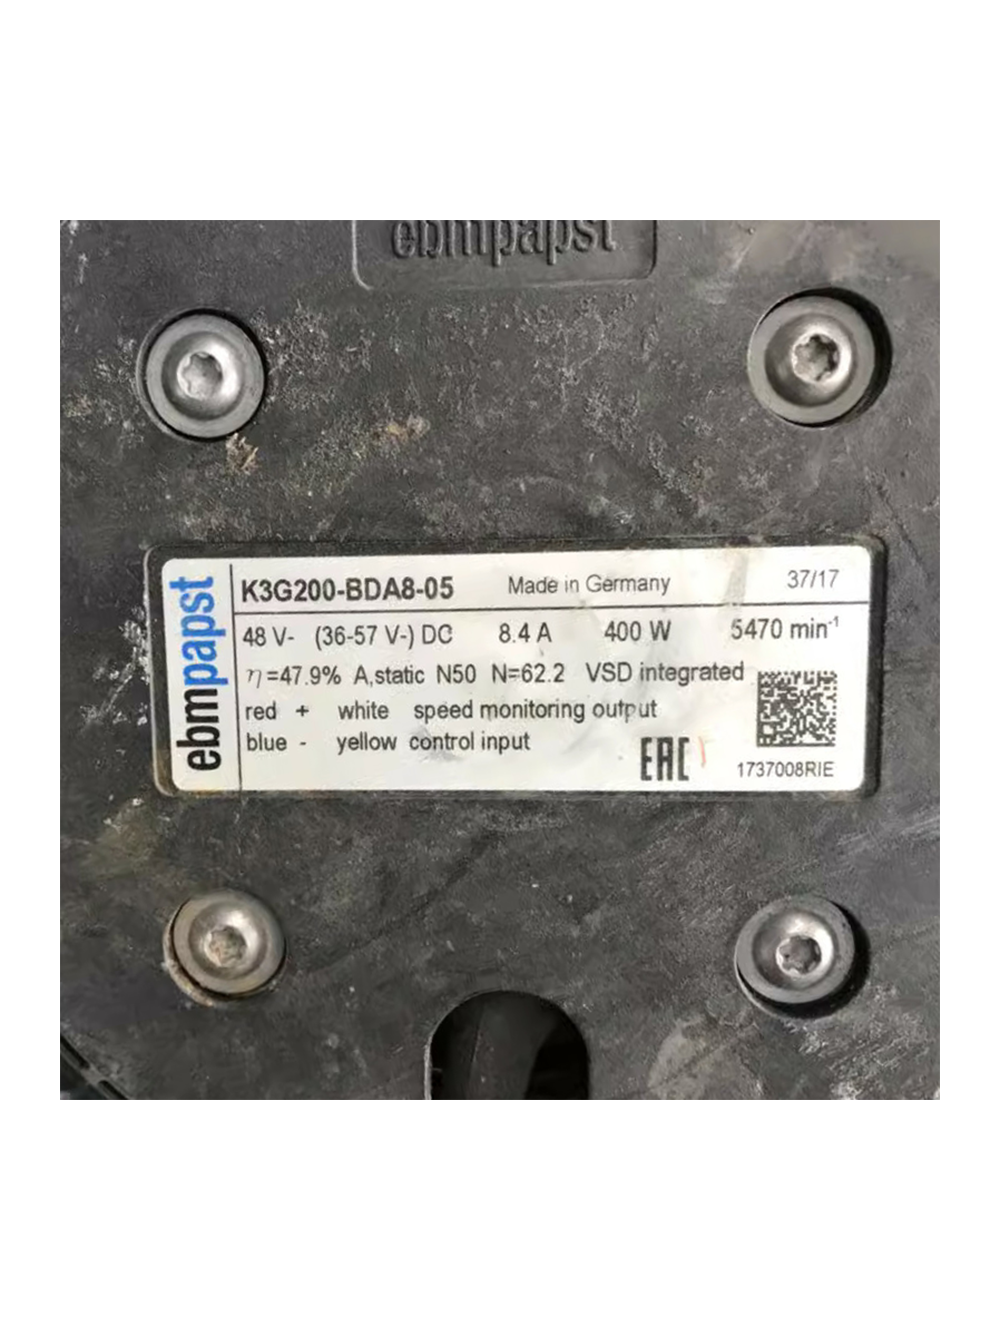 ebmpapst
ebmpapst
K3G200-BDA8-05 Made in Germany 37/17
48 V- (36-57 V-) DC 8.4 A 400 W 5470 min-1
η=47.9% A,static N50 N=62.2 VSD integrated
red + white speed monitoring output
blue - yellow control input
EAC 1737008RIE